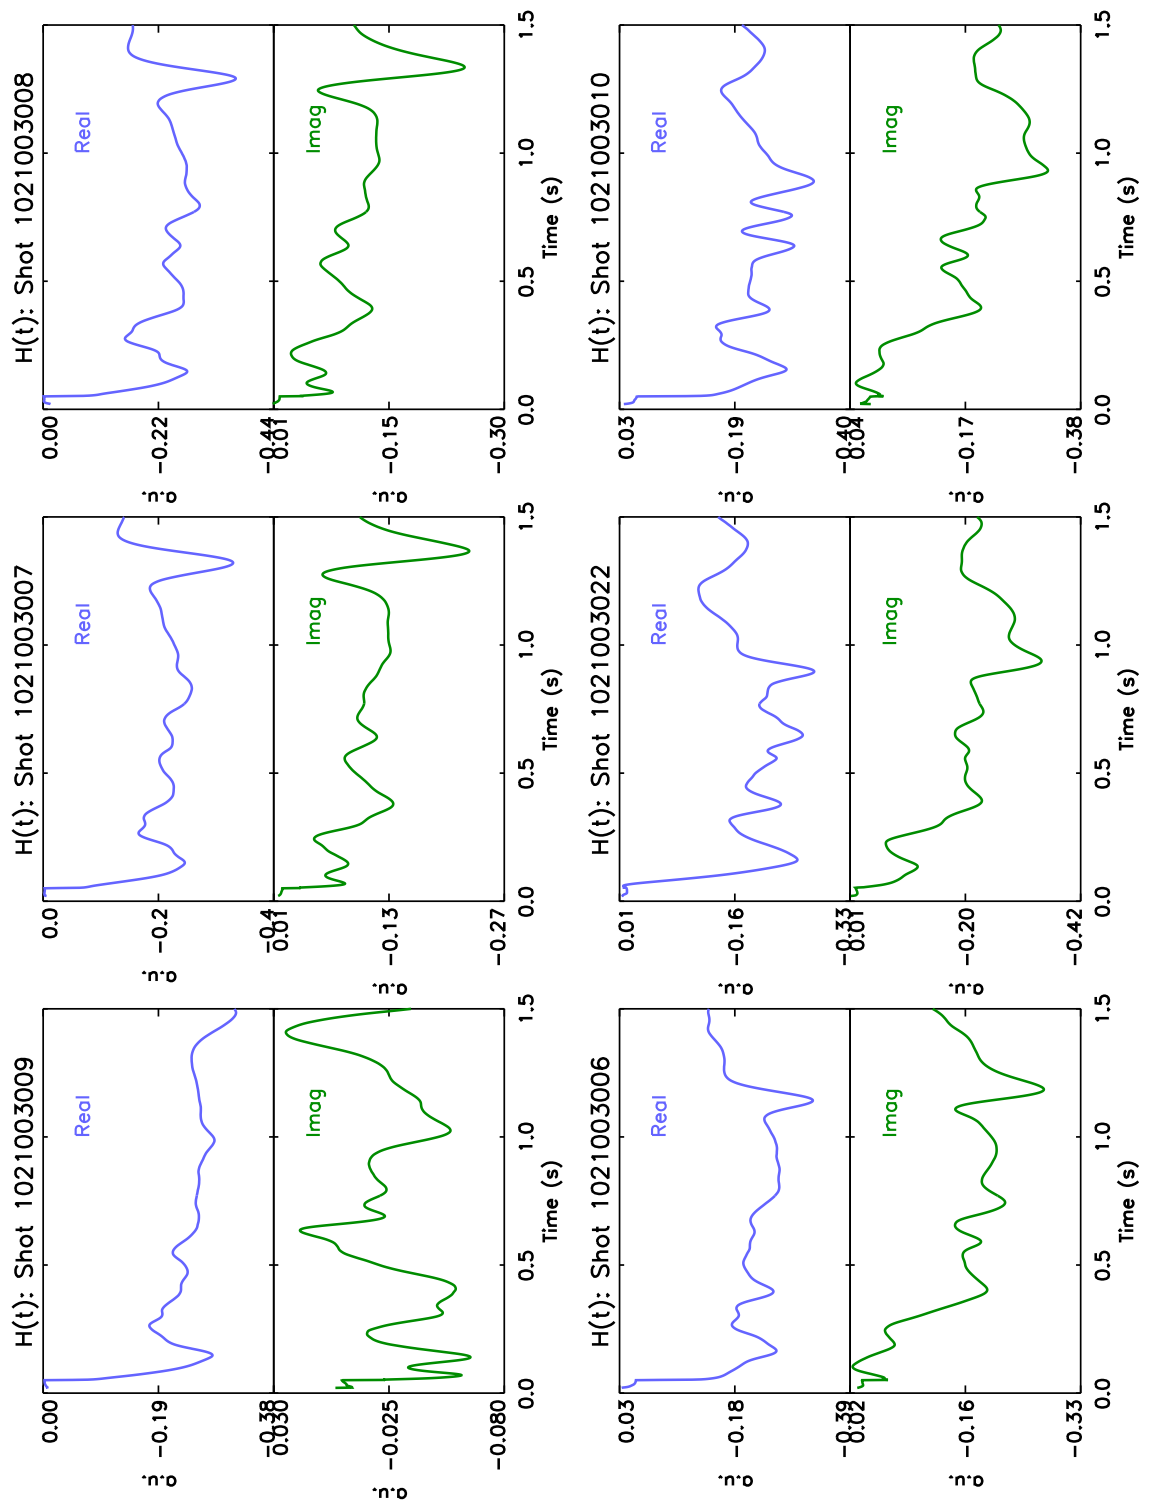 H(t): Shot 1021003009
0.00
−0.19
−0.38
a.u.
Real
0.030
−0.025
−0.080
a.u.
Imag
0.0
0.5
1.0
1.5
Time (s)
H(t): Shot 1021003007
0.0
−0.2
−0.4
a.u.
Real
0.01
−0.13
−0.27
a.u.
Imag
0.0
0.5
1.0
1.5
Time (s)
H(t): Shot 1021003008
0.00
−0.22
−0.44
a.u.
Real
0.01
−0.15
−0.30
a.u.
Imag
0.0
0.5
1.0
1.5
Time (s)
H(t): Shot 1021003006
0.03
−0.18
−0.39
a.u.
Real
0.02
−0.16
−0.33
a.u.
Imag
0.0
0.5
1.0
1.5
Time (s)
H(t): Shot 1021003022
0.01
−0.16
−0.33
a.u.
Real
0.01
−0.20
−0.42
a.u.
Imag
0.0
0.5
1.0
1.5
Time (s)
H(t): Shot 1021003010
0.03
−0.19
−0.40
a.u.
Real
0.04
−0.17
−0.38
a.u.
Imag
0.0
0.5
1.0
1.5
Time (s)